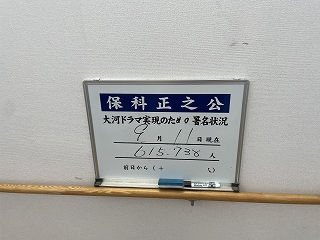 保科正之公
大河ドラマ実現のための署名状況
9月11日現在
615.738人
前日から(+ )